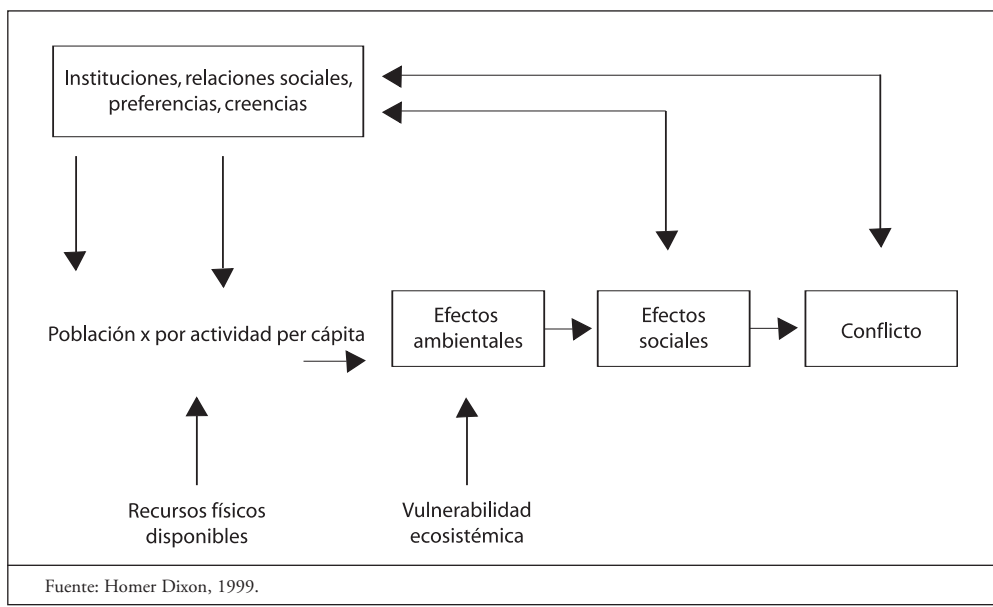 Instituciones, relaciones sociales,
preferencias, creencias
Población x por actividad per cápita
Efectos
ambientales
Efectos
sociales
Conflicto
Recursos físicos
disponibles
Vulnerabilidad
ecosistémica
Fuente: Homer Dixon, 1999.